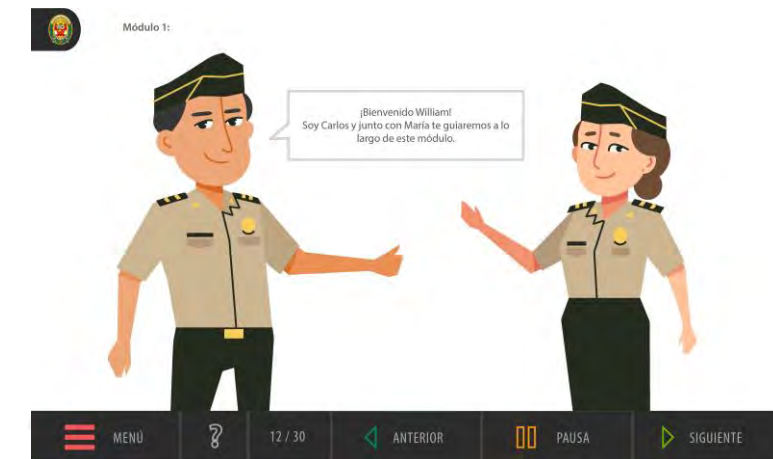 Módulo 1:
¡Bienvenido William!
Soy Carlos y junto con María te guiaremos a lo
largo de este módulo.
MENÚ
?
12 / 30
ANTERIOR
PAUSA
SIGUIENTE